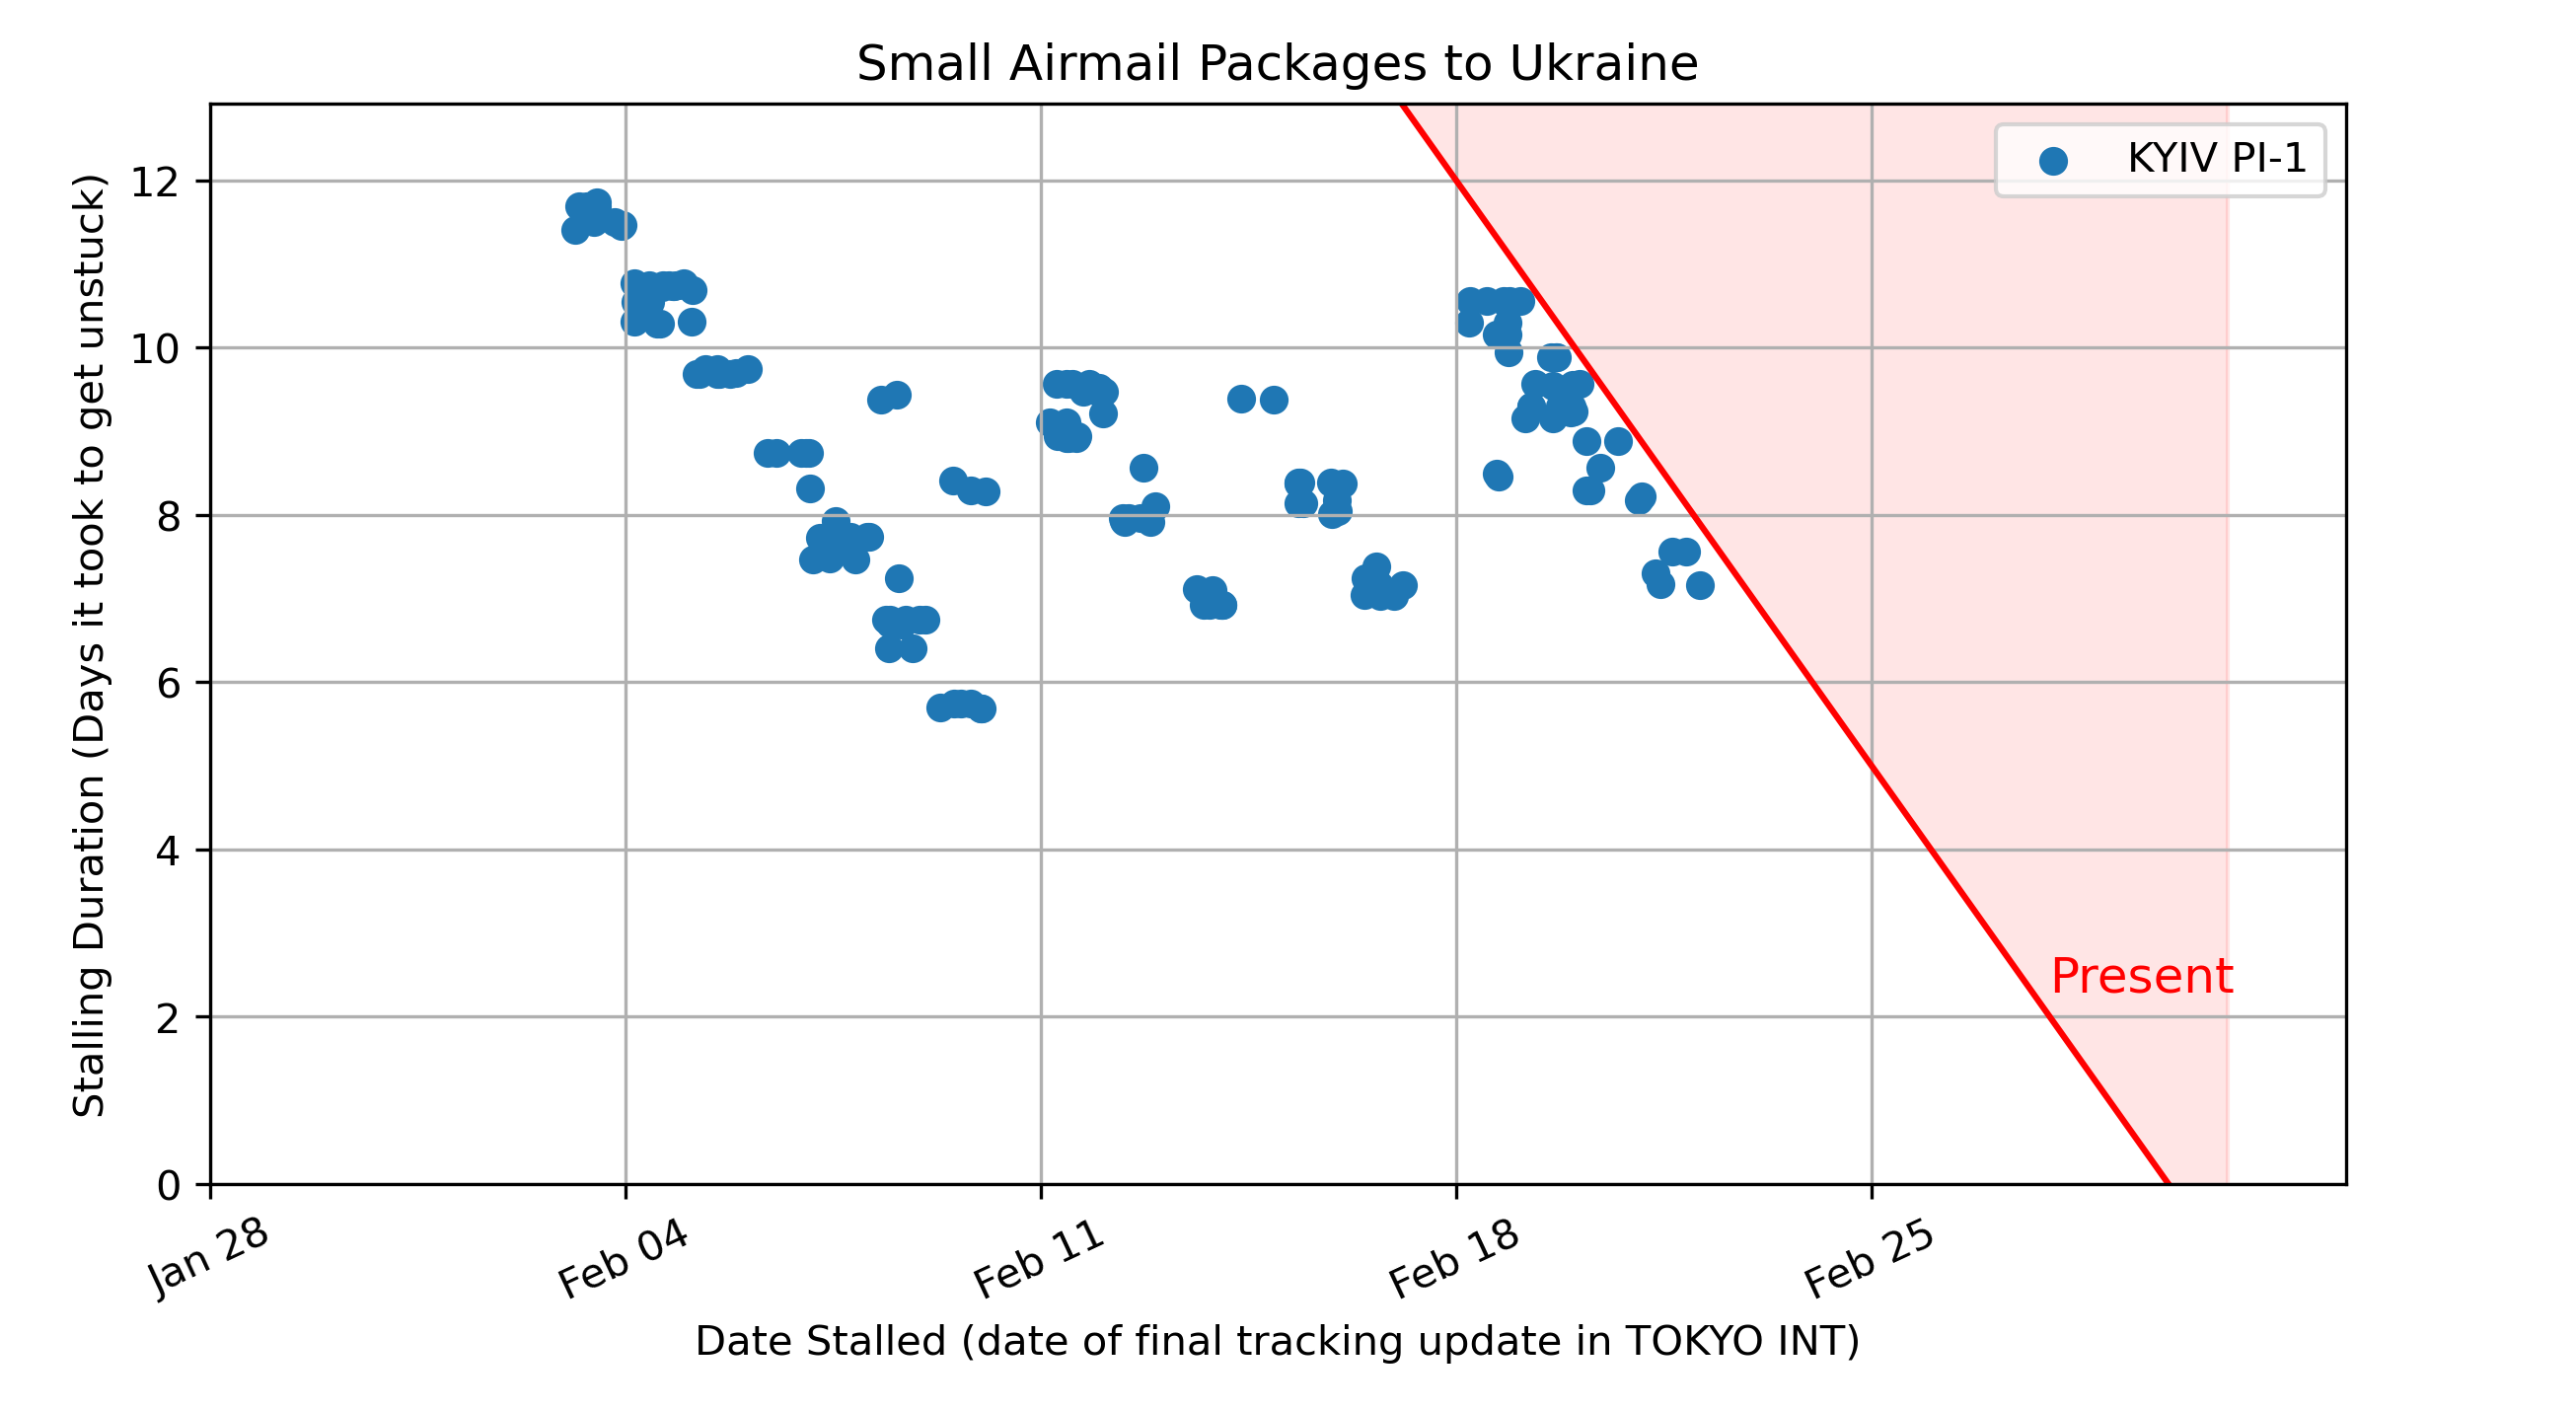 Small Airmail Packages to Ukraine
KYIV PI-1
Stalling Duration (Days it took to get unstuck)
12
10
8
6
4
2
0
Present
Jan 28
Feb 04
Feb 11
Feb 18
Feb 25
Date Stalled (date of final tracking update in TOKYO INT)